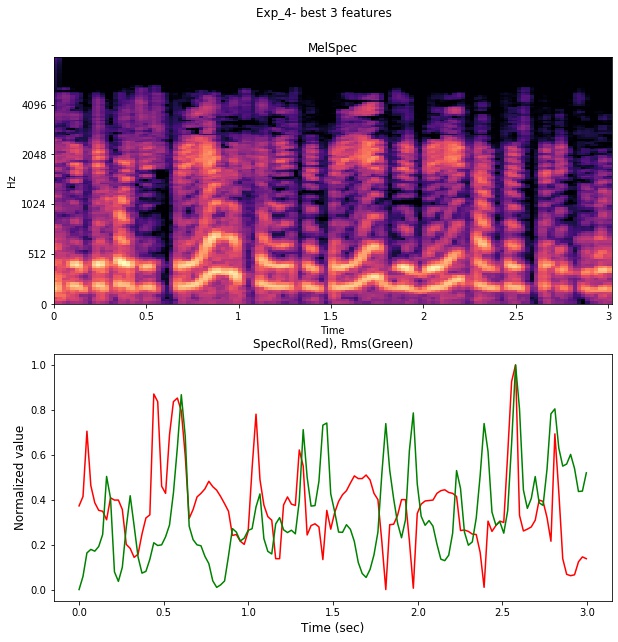 Exp_4- best 3 features
MelSpec
4096
2048
1024
512
0
Hz
0 0.5 1 1.5 2 2.5 3
Time
SpecRol(Red), Rms(Green)
1.0
0.8
0.6
0.4
0.2
0.0
Normalized value
0.0 0.5 1.0 1.5 2.0 2.5 3.0
Time (sec)